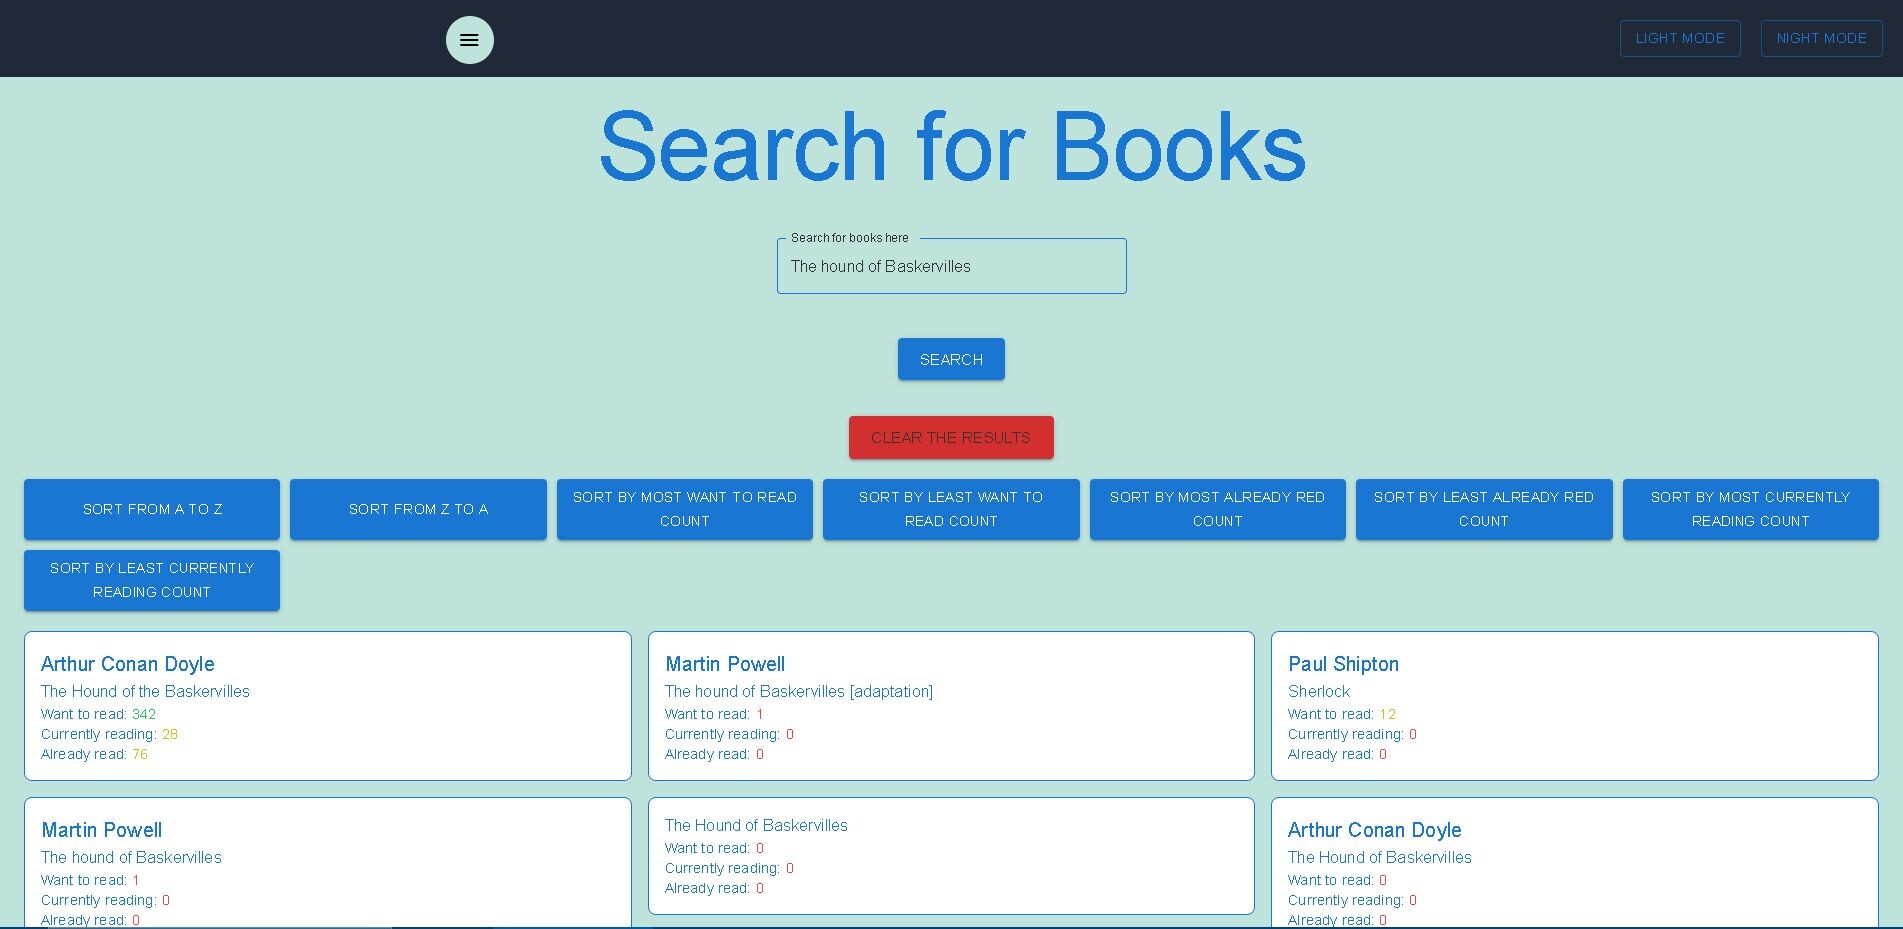 LIGHT MODE
NIGHT MODE
Search for Books
Search for books here
The hound of Baskervilles
SEARCH
CLEAR THE RESULTS
SORT FROM A TO Z
SORT FROM Z TO A
SORT BY MOST WANT TO READ
COUNT
SORT BY LEAST WANT TO
READ COUNT
SORT BY MOST ALREADY RED
COUNT
SORT BY LEAST ALREADY RED
COUNT
SORT BY MOST CURRENTLY
READING COUNT
SORT BY LEAST CURRENTLY
READING COUNT
Arthur Conan Doyle
The Hound of the Baskervilles
Want to read: 342
Currently reading: 28
Already read: 76
Martin Powell
The hound of Baskervilles [adaptation]
Want to read: 1
Currently reading: 0
Already read: 0
Paul Shipton
Sherlock
Want to read: 12
Currently reading: 0
Already read: 0
Martin Powell
The hound of Baskervilles
Want to read: 1
Currently reading: 0
Already read: 0
The Hound of Baskervilles
Want to read: 0
Currently reading: 0
Already read: 0
Arthur Conan Doyle
The Hound of Baskervilles
Want to read: 0
Currently reading: 0
Already read: 0